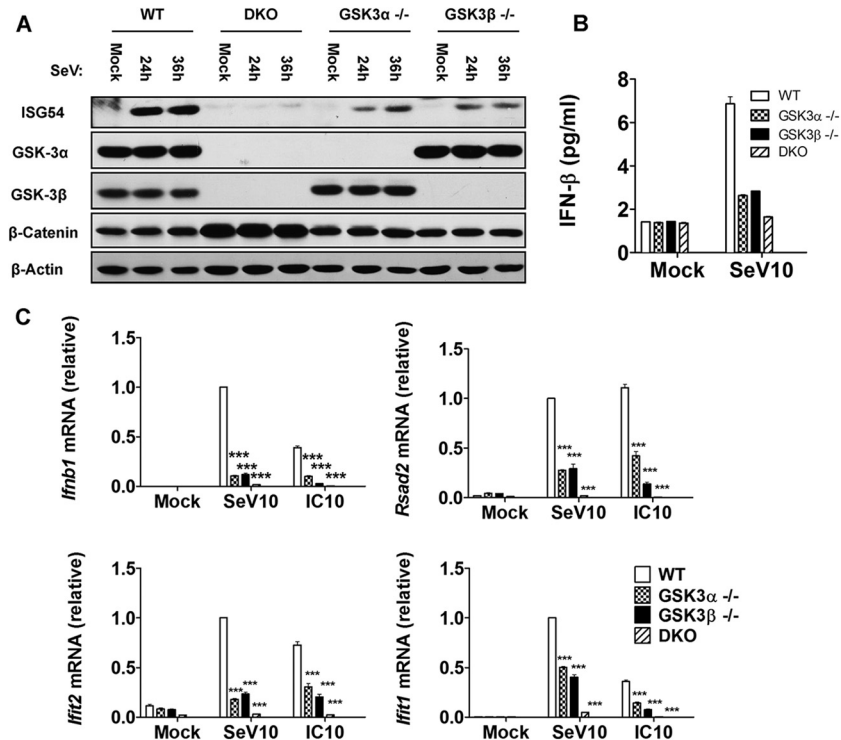 A
WT DKO GSK3α -/- GSK3β -/-
SeV: Mock 24h 36h Mock 24h 36h Mock 24h 36h Mock 24h 36h
ISG54
GSK-3α
GSK-3β
β-Catenin
β-Actin
B
IFN-β (pg/ml)
8
6
4
2
0
Mock SeV10
WT
GSK3α -/-
GSK3β -/-
DKO
C
Ifnb1 mRNA (relative)
1.5
1.0
0.5
0.0
*** *** *** *** *** ***
Mock SeV10 IC10
Rsad2 mRNA (relative)
1.5
1.0
0.5
0.0
*** *** *** *** *** ***
Mock SeV10 IC10
Ifit2 mRNA (relative)
1.5
1.0
0.5
0.0
*** *** *** *** *** ***
Mock SeV10 IC10
Ifit1 mRNA (relative)
1.5
1.0
0.5
0.0
*** *** *** *** *** ***
Mock SeV10 IC10
WT
GSK3α -/-
GSK3β -/-
DKO